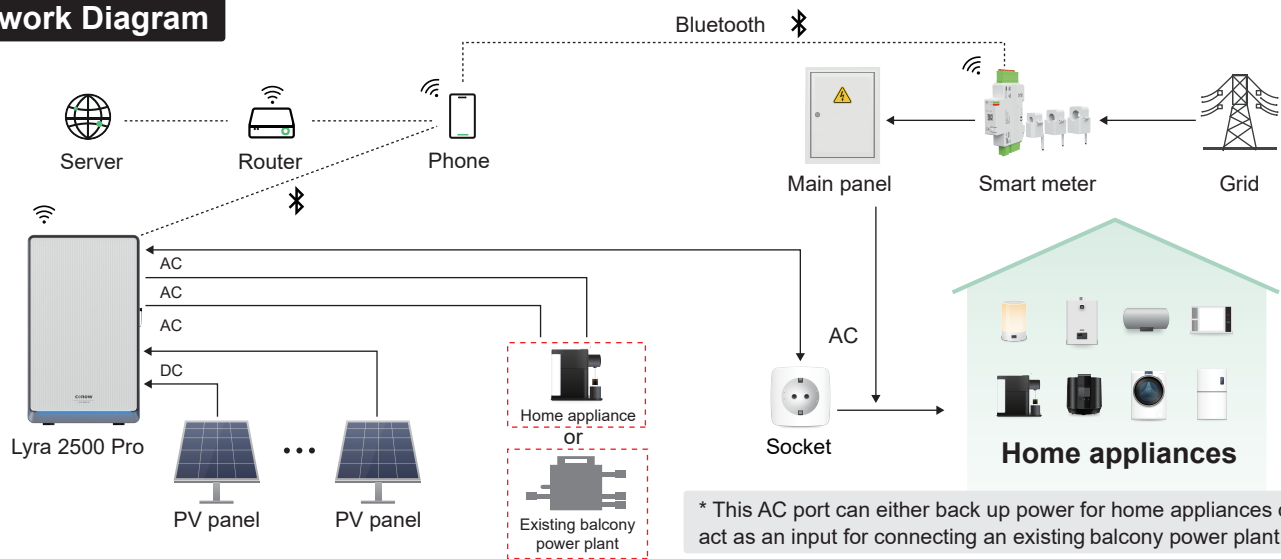 work Diagram
Bluetooth
Server
Router
Phone
Main panel
Smart meter
Grid
AC
AC
AC
DC
AC
Lyra 2500 Pro
PV panel
PV panel
Home appliance
or
Existing balcony
power plant
Socket
Home appliances
* This AC port can either back up power for home appliances
act as an input for connecting an existing balcony power plant